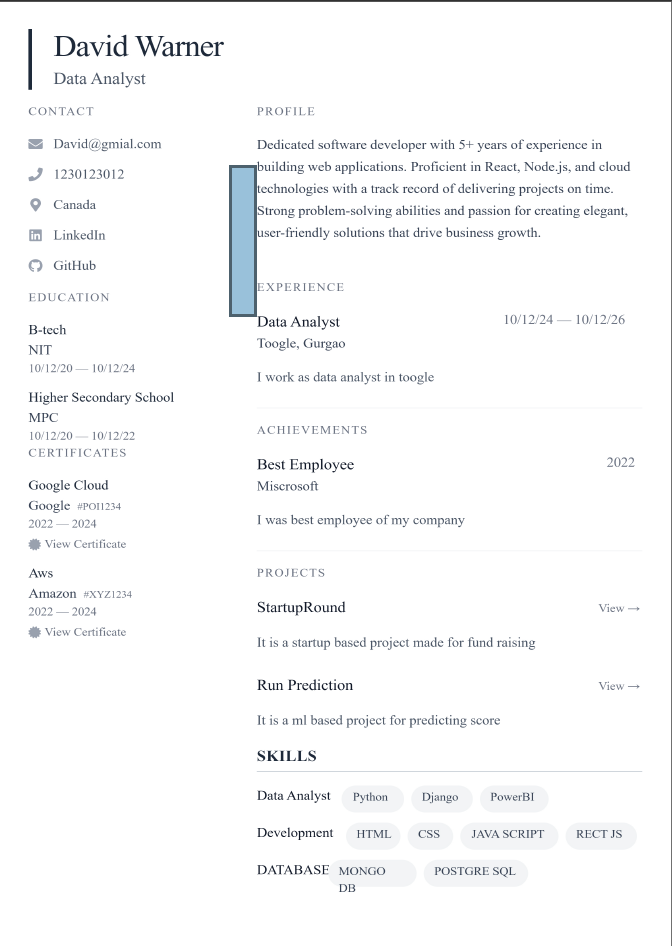 David Warner
Data Analyst
CONTACT
David@gmial.com
1230123012
Canada
LinkedIn
GitHub
EDUCATION
B-tech
NIT
10/12/20 — 10/12/24
Higher Secondary School
MPC
10/12/20 — 10/12/22
CERTIFICATES
Google Cloud
Google #POI1234
2022 — 2024
View Certificate
Aws
Amazon #XYZ1234
2022 — 2024
View Certificate
PROFILE
Dedicated software developer with 5+ years of experience in
building web applications. Proficient in React, Node.js, and cloud
technologies with a track record of delivering projects on time.
Strong problem-solving abilities and passion for creating elegant,
user-friendly solutions that drive business growth.
EXPERIENCE
Data Analyst 10/12/24 — 10/12/26
Toogle, Gurgao
I work as data analyst in toogle
ACHIEVEMENTS
Best Employee 2022
Miscrosoft
I was best employee of my company
PROJECTS
StartupRound View →
It is a startup based project made for fund raising
Run Prediction View →
It is a ml based project for predicting score
SKILLS
Data Analyst Python Django PowerBI
Development HTML CSS JAVA SCRIPT RECT JS
DATABASE MONGO POSTGRE SQL
DB